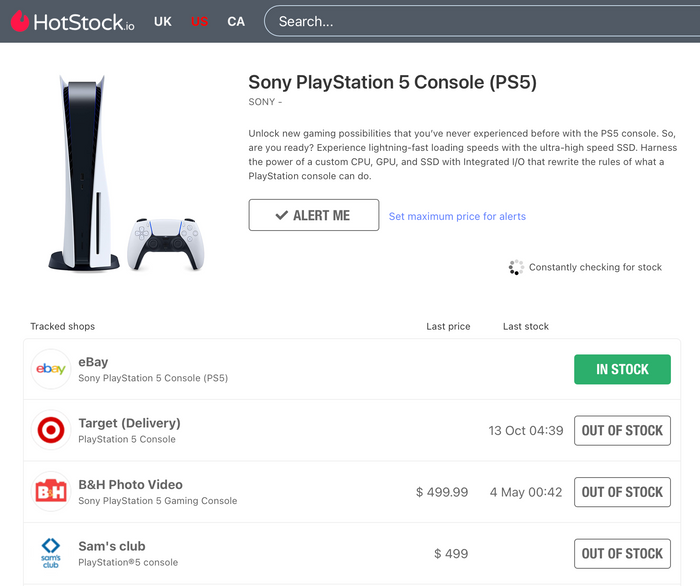 HotStock.io UK US CA Search...
Sony PlayStation 5 Console (PS5)
SONY -
Unlock new gaming possibilities that you've never experienced before with the PS5 console. So,
are you ready? Experience lightning-fast loading speeds with the ultra-high speed SSD. Harness
the power of a custom CPU, GPU, and SSD with Integrated I/O that rewrite the rules of what a
PlayStation console can do.
ALERT ME Set maximum price for alerts
Constantly checking for stock
Tracked shops Last price Last stock
ebay eBay IN STOCK
Sony PlayStation 5 Console (PS5)
Target (Delivery) 13 Oct 04:39 OUT OF STOCK
PlayStation 5 Console
B&H B&H Photo Video $ 499.99 4 May 00:42 OUT OF STOCK
Sony PlayStation 5 Gaming Console
sam's club Sam's club $ 499 OUT OF STOCK
PlayStation®5 console